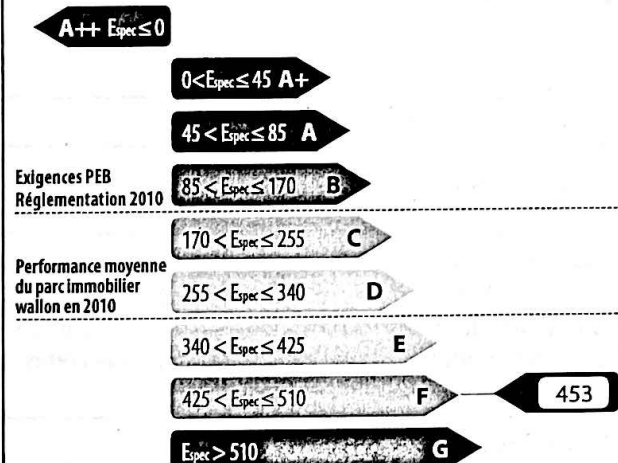 A++ Espec ≤ 0
0 < Espec ≤ 45 A+
45 < Espec ≤ 85 A
Exigences PEB
Réglementation 2010
85 < Espec ≤ 170 B
170 < Espec ≤ 255 C
Performance moyenne
du parc immobilier
wallon en 2010
255 < Espec ≤ 340 D
340 < Espec ≤ 425 E
425 < Espec ≤ 510 F
453
Espec > 510 G